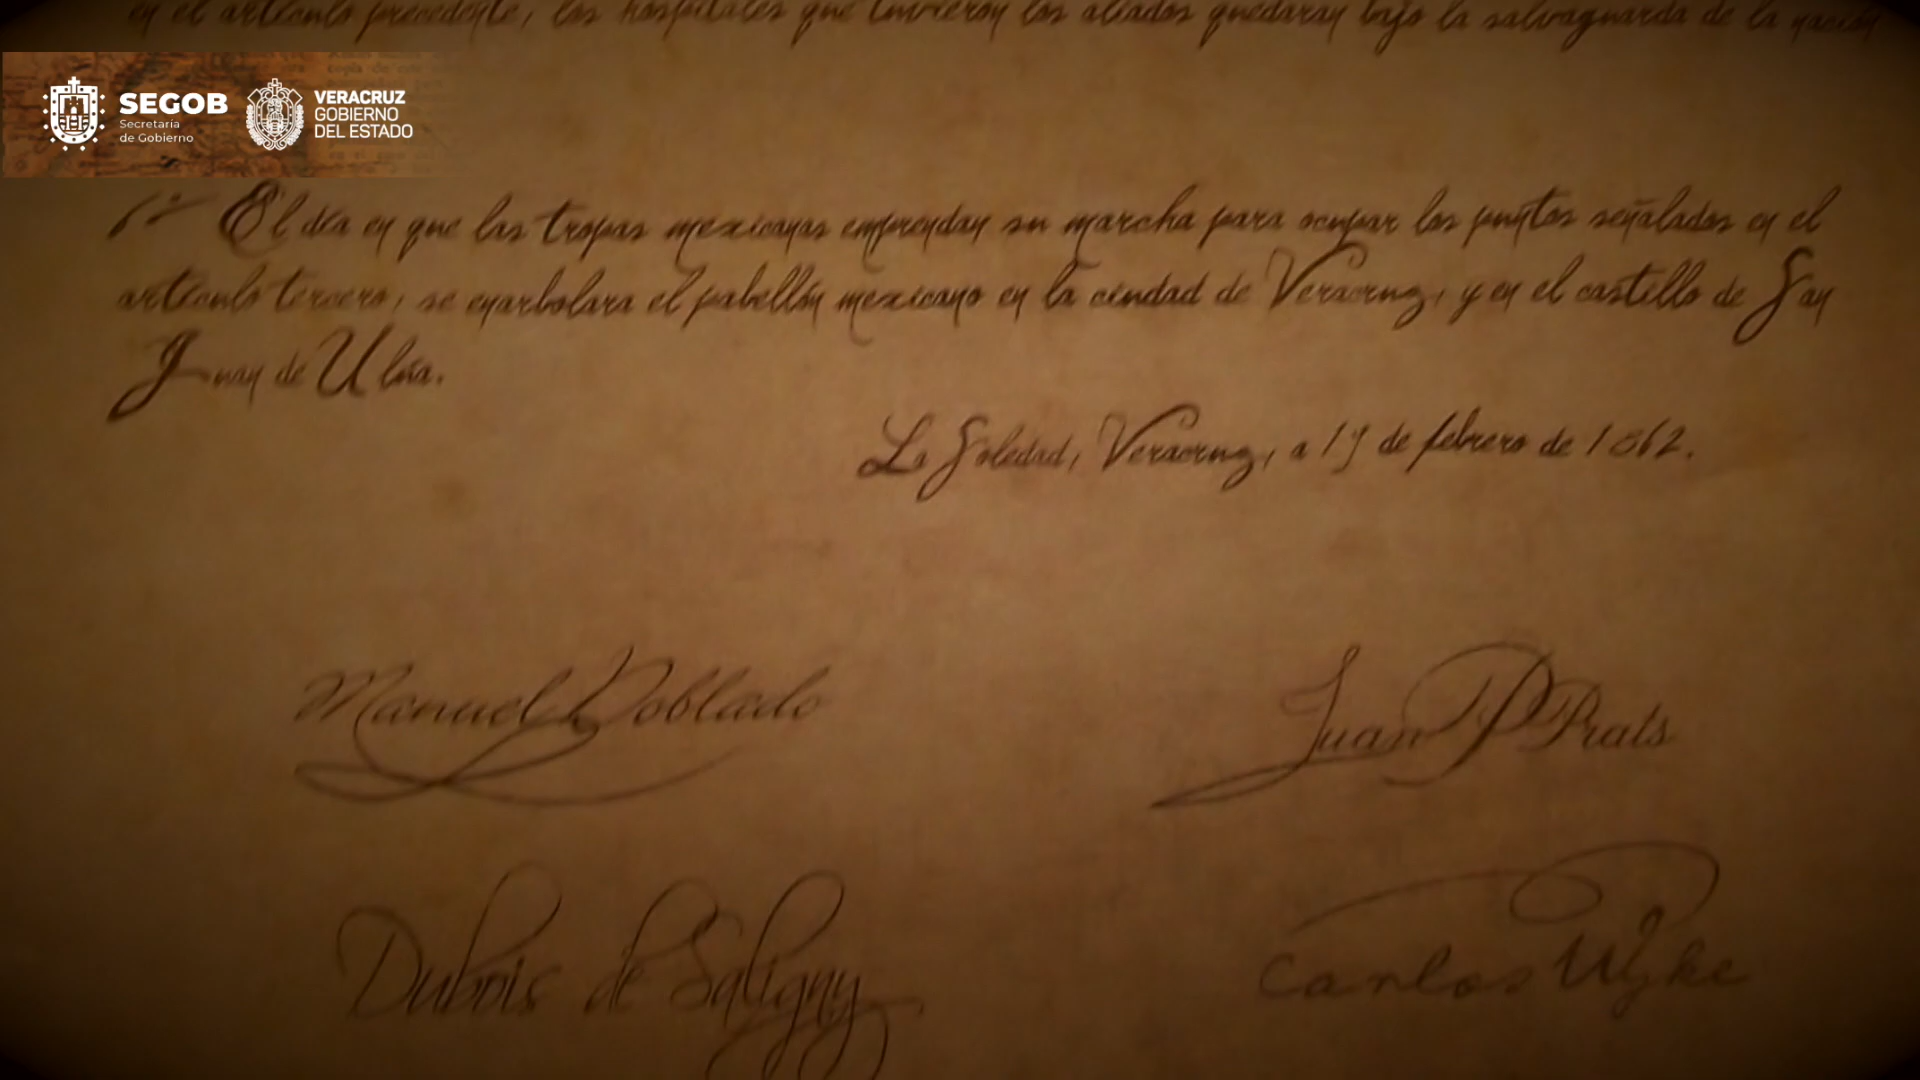 en el artículo precedente, los hospitales que tuvieron los aliados quedaran bajo la salvaguarda de la nación
SEGOB
Secretaría
de Gobierno
VERACRUZ
GOBIERNO
DEL ESTADO
6º El día en que las tropas mexicanas emprendan su marcha para ocupar los puntos señalados en el
artículo tercero, se enarbolara el pabellón mexicano en la ciudad de Veracruz, y en el castillo de San
Juan de Ulúa.
La Soledad, Veracruz, a 19 de febrero de 1862.
Manuel Doblado
Juan P Prats
Dubois de Saligny
Carlos Wyke